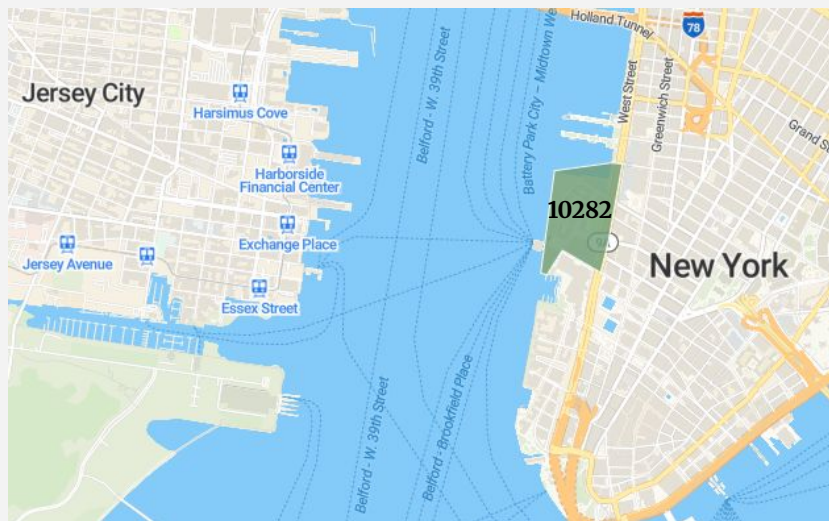 Holland Tunnel
78
Jersey City
Harsimus Cove
Harborside
Financial Center
Exchange Place
Jersey Avenue
Essex Street
Belford - W. 39th Street
Battery Park City – Midtown We
West Street
Greenwich Street
Grand St
10282
9A
New York
Belford - W. 39th Street
Belford - Brookfield Place